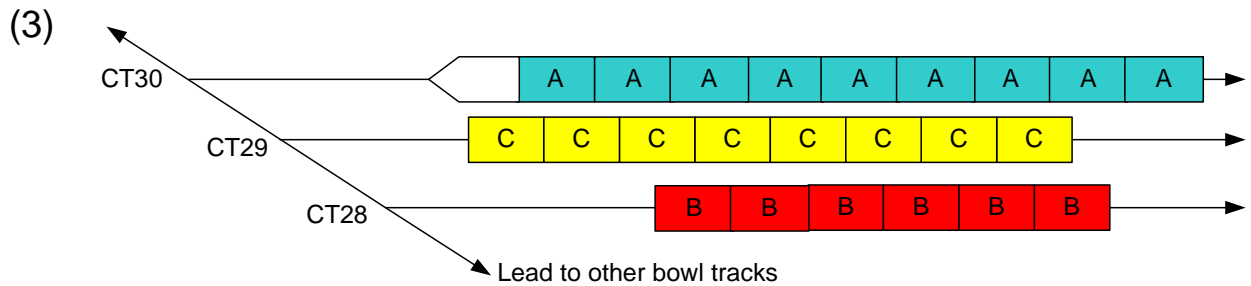 (3)
CT30 A A A A A A A A A
CT29 C C C C C C C C
CT28 B B B B B B
Lead to other bowl tracks